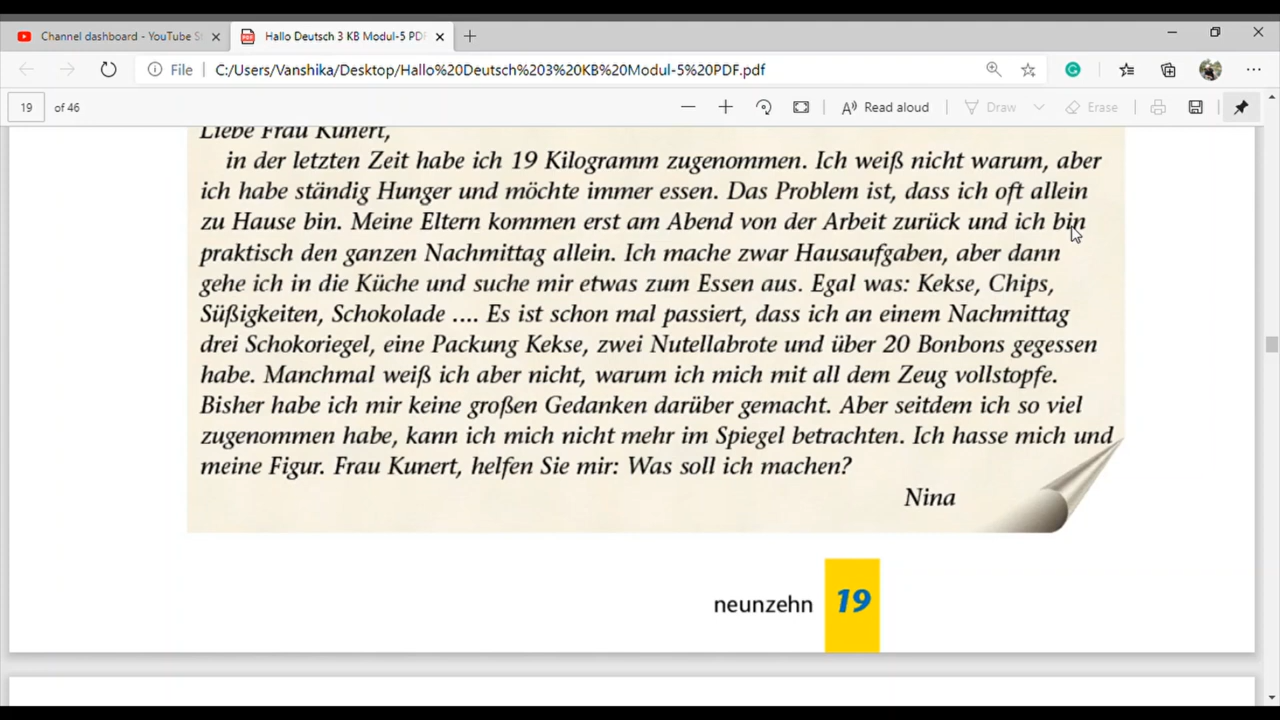 Channel dashboard - YouTube S
Hallo Deutsch 3 KB Modul-5 PDF
File
C:/Users/Vanshika/Desktop/Hallo%20Deutsch%203%20KB%20Modul-5%20PDF.pdf
19 of 46
Read aloud
Draw
Erase
Liebe Frau Kunert,
in der letzten Zeit habe ich 19 Kilogramm zugenommen. Ich weiß nicht warum, aber
ich habe ständig Hunger und möchte immer essen. Das Problem ist, dass ich oft allein
zu Hause bin. Meine Eltern kommen erst am Abend von der Arbeit zurück und ich bin
praktisch den ganzen Nachmittag allein. Ich mache zwar Hausaufgaben, aber dann
gehe ich in die Küche und suche mir etwas zum Essen aus. Egal was: Kekse, Chips,
Süßigkeiten, Schokolade .... Es ist schon mal passiert, dass ich an einem Nachmittag
drei Schokoriegel, eine Packung Kekse, zwei Nutellabrote und über 20 Bonbons gegessen
habe. Manchmal weiß ich aber nicht, warum ich mich mit all dem Zeug vollstopfe.
Bisher habe ich mir keine großen Gedanken darüber gemacht. Aber seitdem ich so viel
zugenommen habe, kann ich mich nicht mehr im Spiegel betrachten. Ich hasse mich und
meine Figur. Frau Kunert, helfen Sie mir: Was soll ich machen?
Nina
neunzehn 19